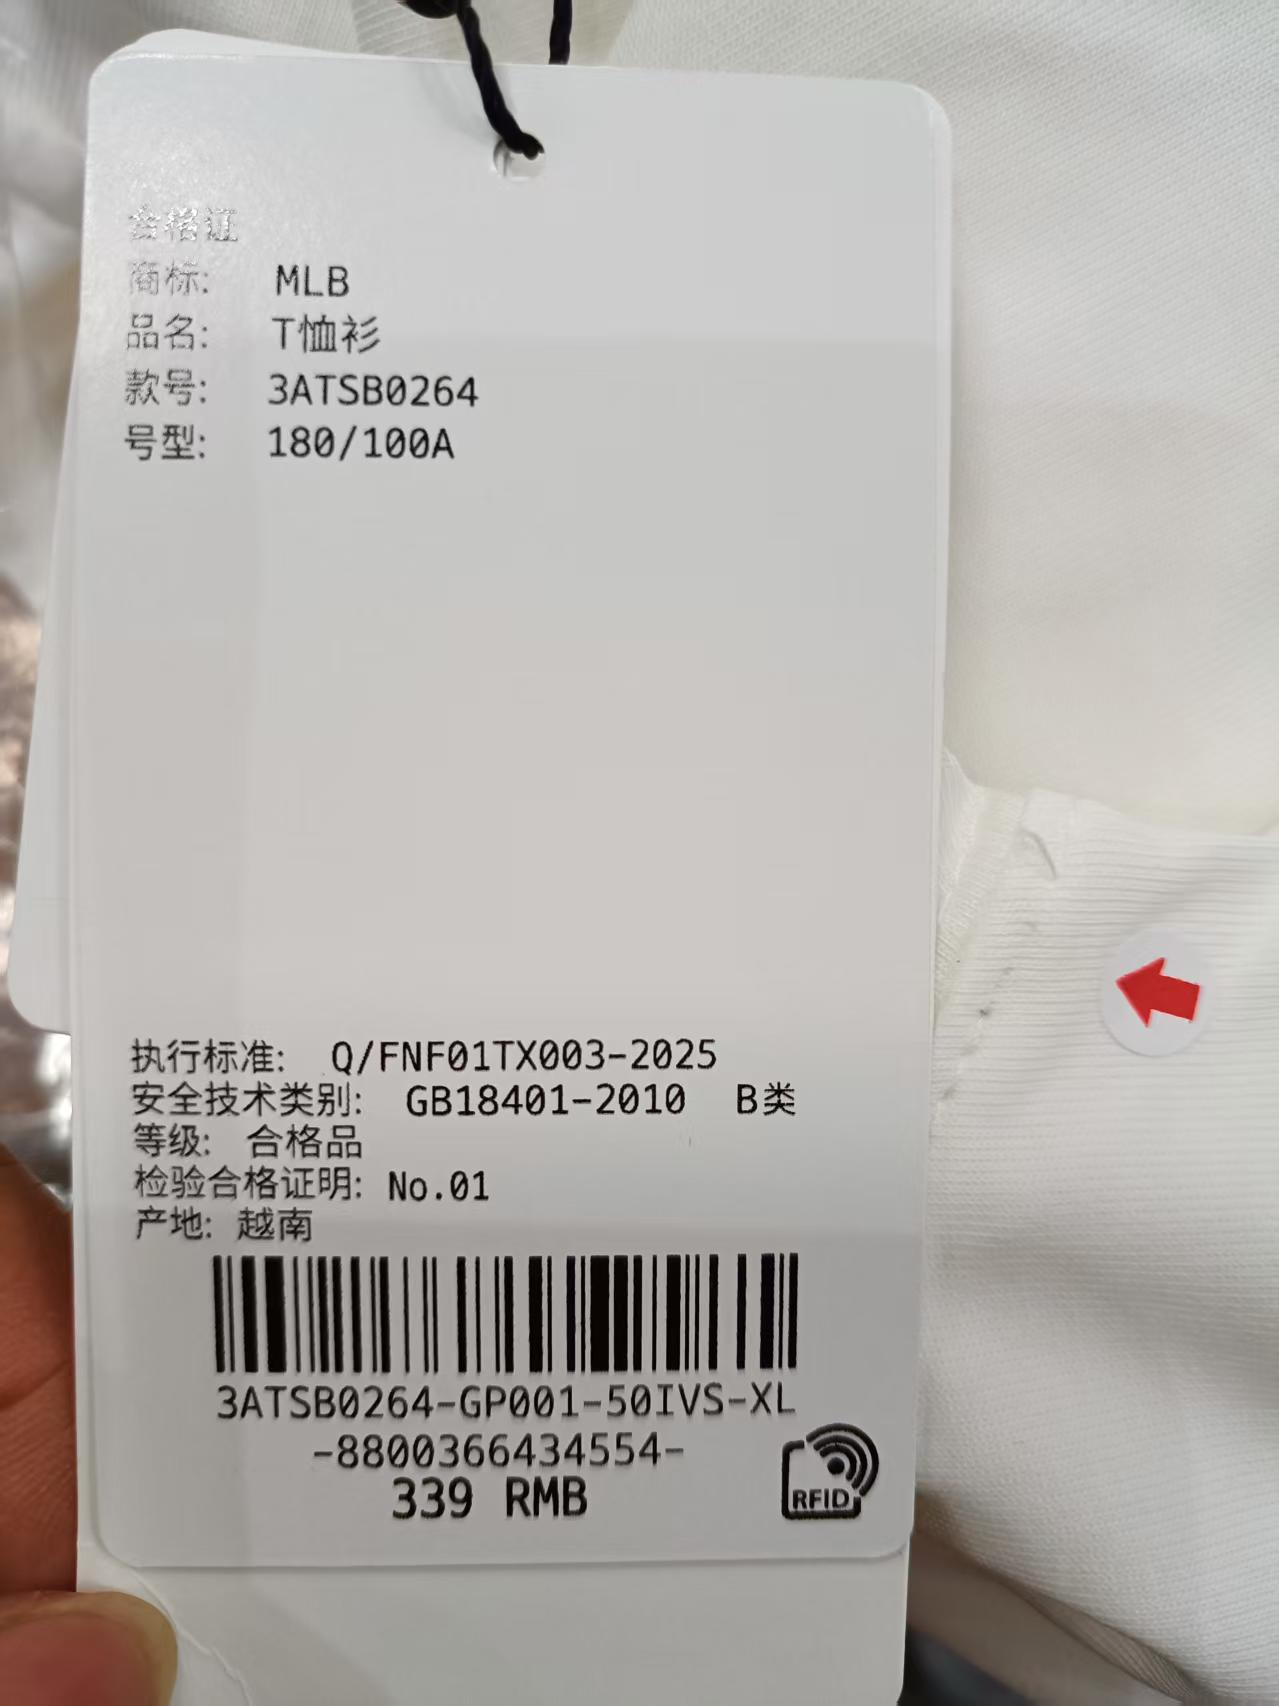 合格证
商标: MLB
品名: T恤衫
款号: 3ATSB0264
号型: 180/100A
执行标准: Q/FNF01TX003-2025
安全技术类别: GB18401-2010 B类
等级: 合格品
检验合格证明: No.01
产地: 越南
3ATSB0264-GP001-50IVS-XL
-8800366434554-
339 RMB
RFID